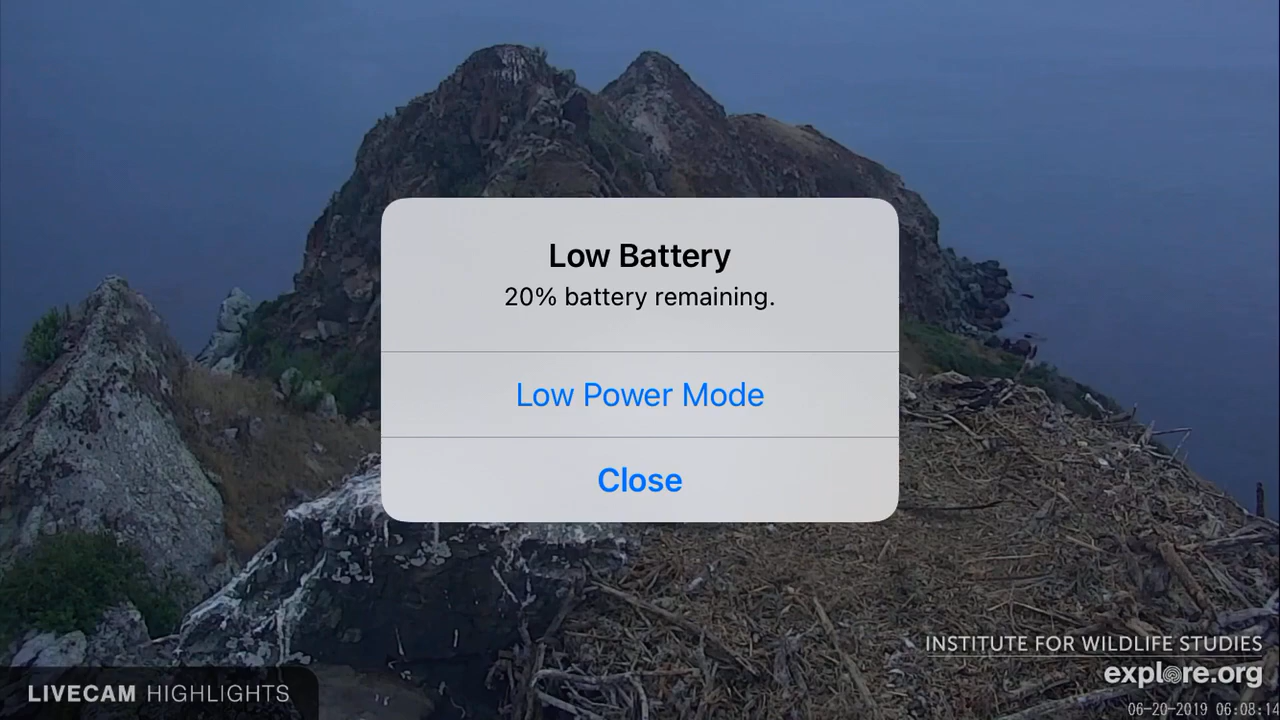 Low Battery
20% battery remaining.
Low Power Mode
Close
INSTITUTE FOR WILDLIFE STUDIES
explore.org
LIVECAM HIGHLIGHTS
06-20-2019 06:08:14